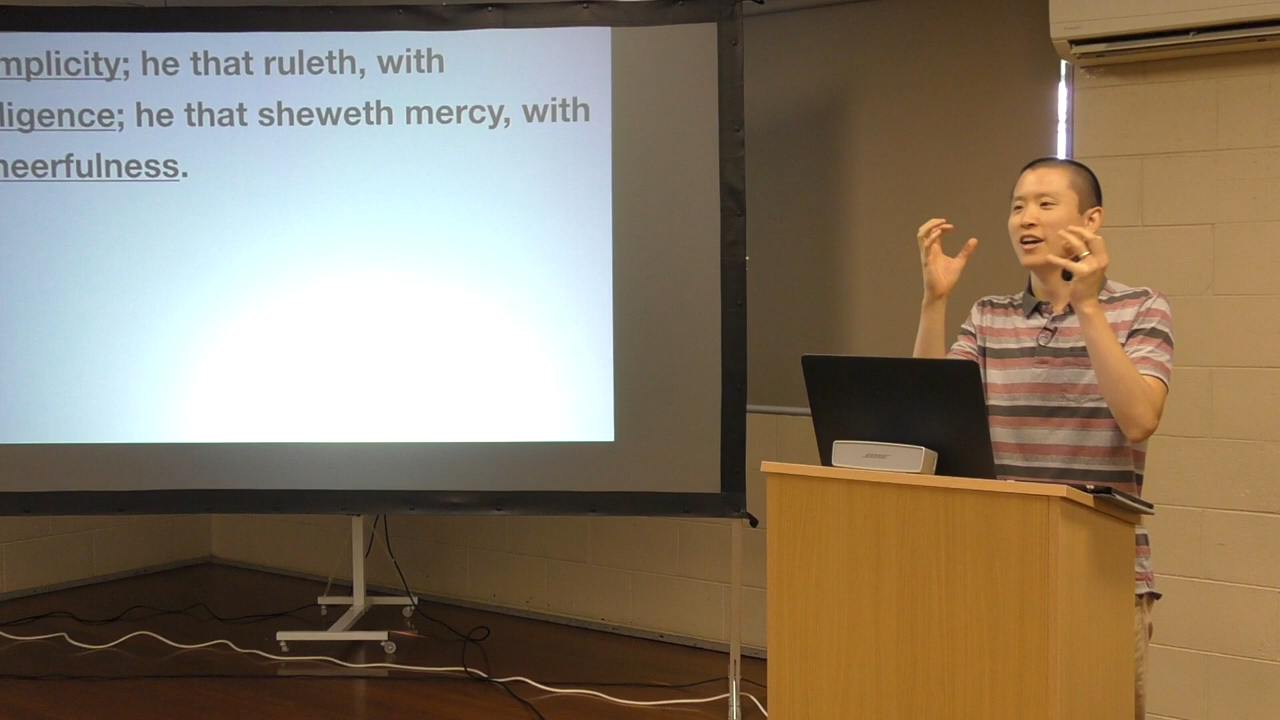 mplicity; he that ruleth, with
ligence; he that sheweth mercy, with
heerfulness.
BOSE